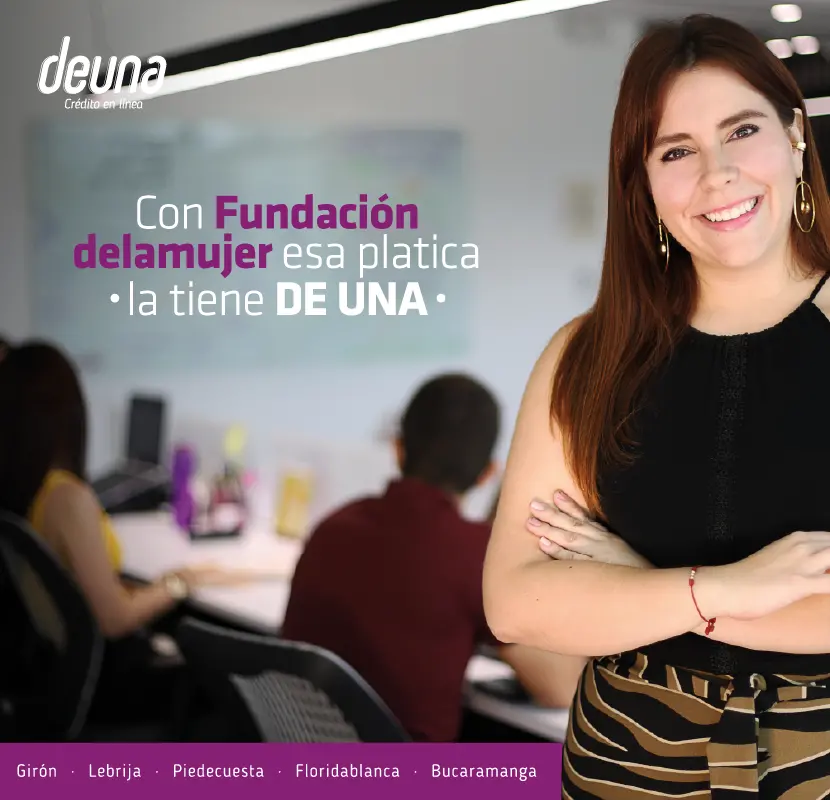 deuna
Crédito en línea
Con Fundación
delamujer esa platica
• la tiene DE UNA •
Girón · Lebrija · Piedecuesta · Floridablanca · Bucaramanga